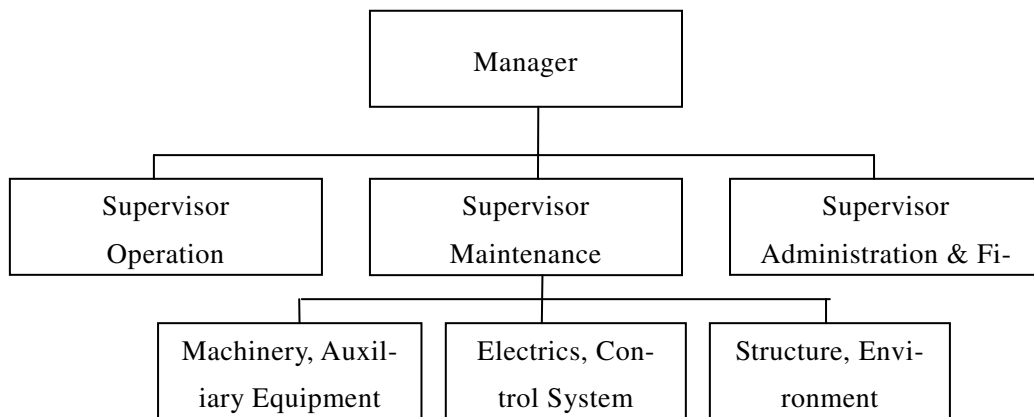 Manager
Supervisor
Operation
Supervisor
Maintenance
Supervisor
Administration & Fi-
Machinery, Auxil-
iary Equipment
Electrics, Con-
trol System
Structure, Envi-
ronment